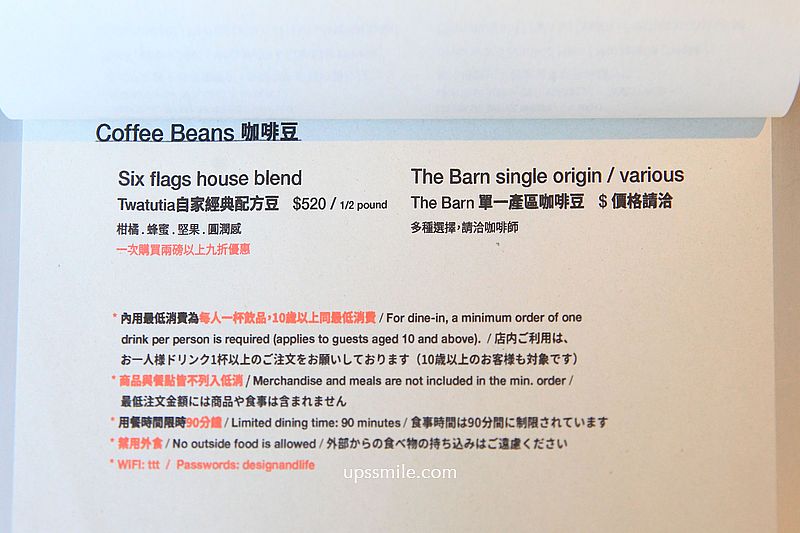 Coffee Beans 咖啡豆
Six flags house blend
Twatutia自家經典配方豆 $520 / 1/2 pound
柑橘 . 蜂蜜 . 堅果 . 圓潤感
一次購買兩磅以上九折優惠
The Barn single origin / various
The Barn 單一產區咖啡豆 $ 價格請洽
多種選擇,請洽咖啡師
* 內用最低消費為每人一杯飲品,10歲以上同最低消費 / For dine-in, a minimum order of one
drink per person is required (applies to guests aged 10 and above). / 店内ご利用は、
お一人様ドリンク1杯以上のご注文をお願いしております（10歳以上のお客様も対象です）
* 商品與餐點皆不列入低消 / Merchandise and meals are not included in the min. order /
最低注文金額には商品や食事は含まれません
* 用餐時間限時90分鐘 / Limited dining time: 90 minutes / 食事時間は90分間に制限されています
* 禁用外食 / No outside food is allowed / 外部からの食べ物の持ち込みはご遠慮ください
* WiFi: ttt / Passwords: designandlife
upssmile.com